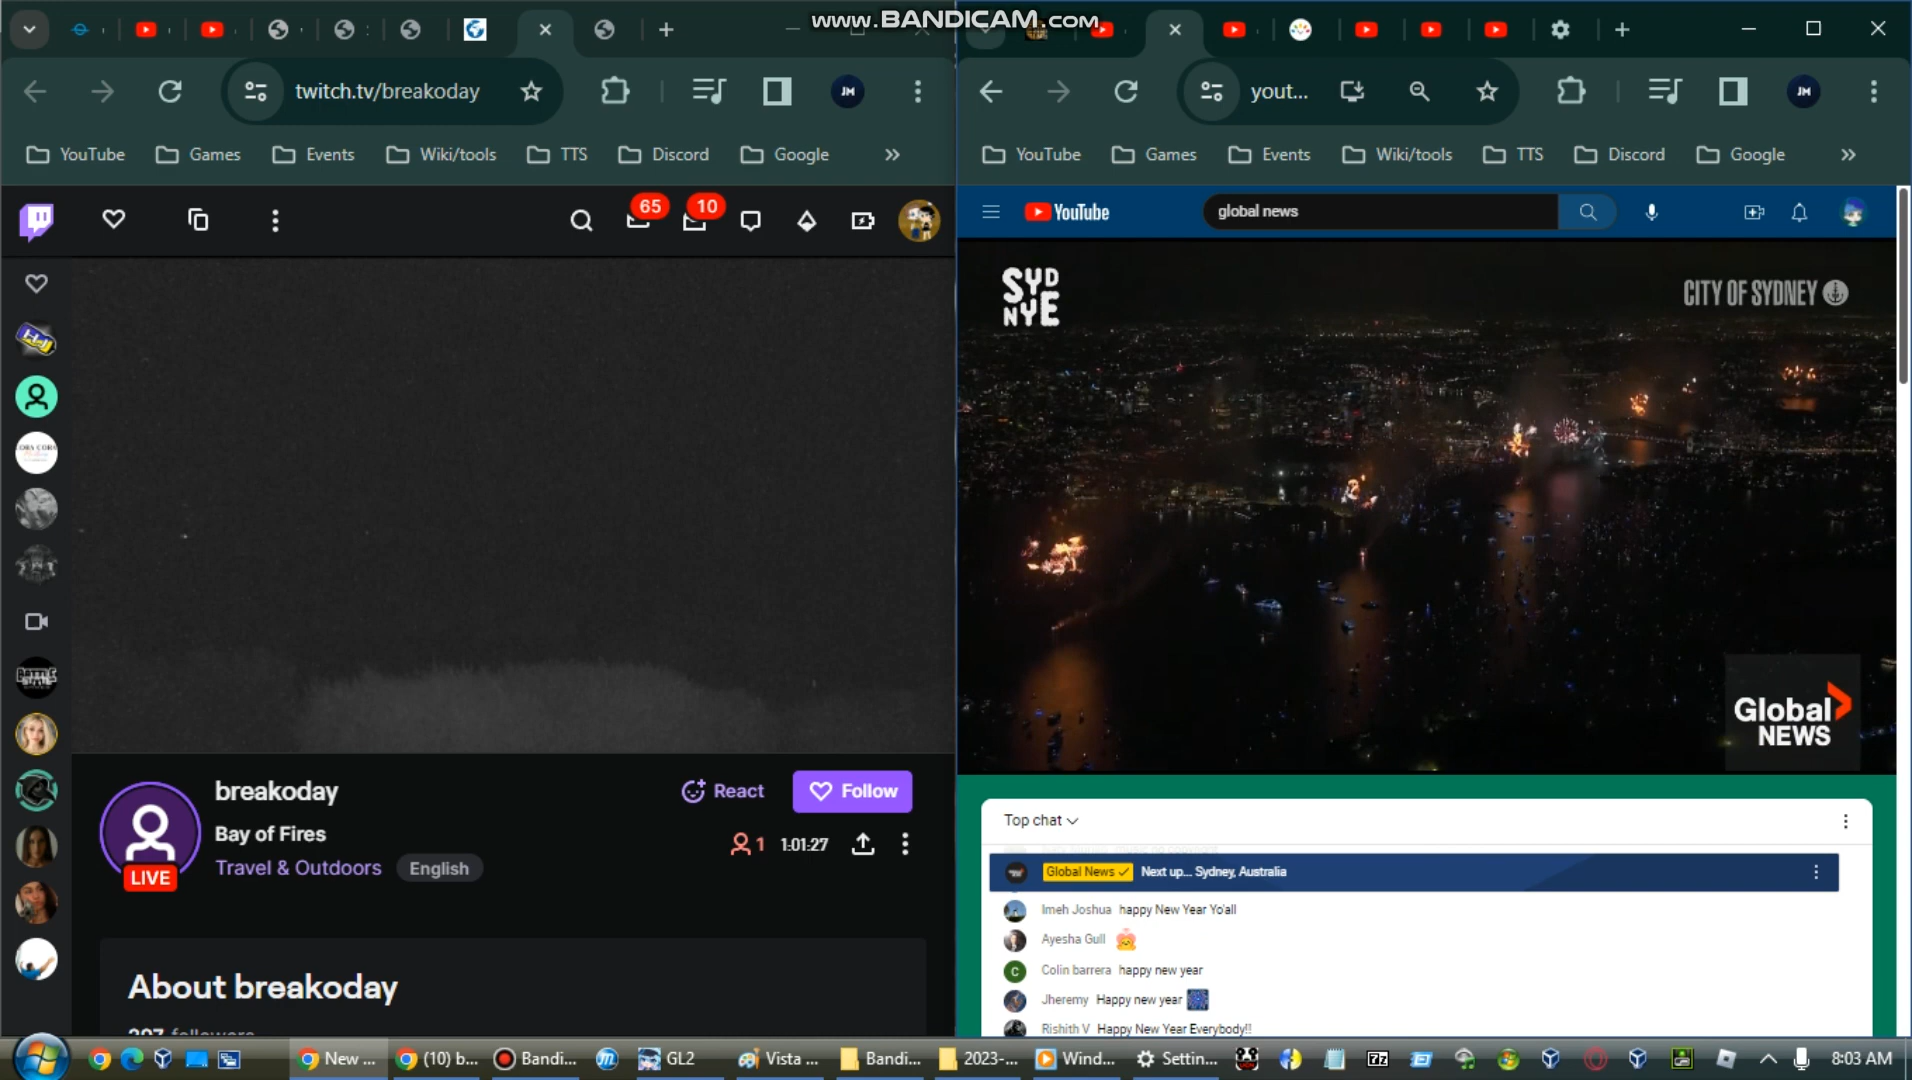 www.BANDICAM.com
twitch.tv/breakoday
YouTube
Games
Events
Wiki/tools
TTS
Discord
Google
65
10
breakoday
React
Follow
Bay of Fires
1
1:01:27
Travel & Outdoors
English
LIVE
About breakoday
JM
yout...
JM
YouTube
Games
Events
Wiki/tools
TTS
Discord
Google
YouTube
global news
SYD
NYE
CITY OF SYDNEY
Global
NEWS
Top chat
Global News Next up... Sydney, Australia
Imeh Joshua happy New Year Yo'all
Ayesha Gull
Colin barrera happy new year
Jheremy Happy new year
Rishith V Happy New Year Everybody!!
New ...
(10) b...
Bandi...
GL2
Vista ...
Bandi...
2023-...
Wind...
Settin...
8:03 AM